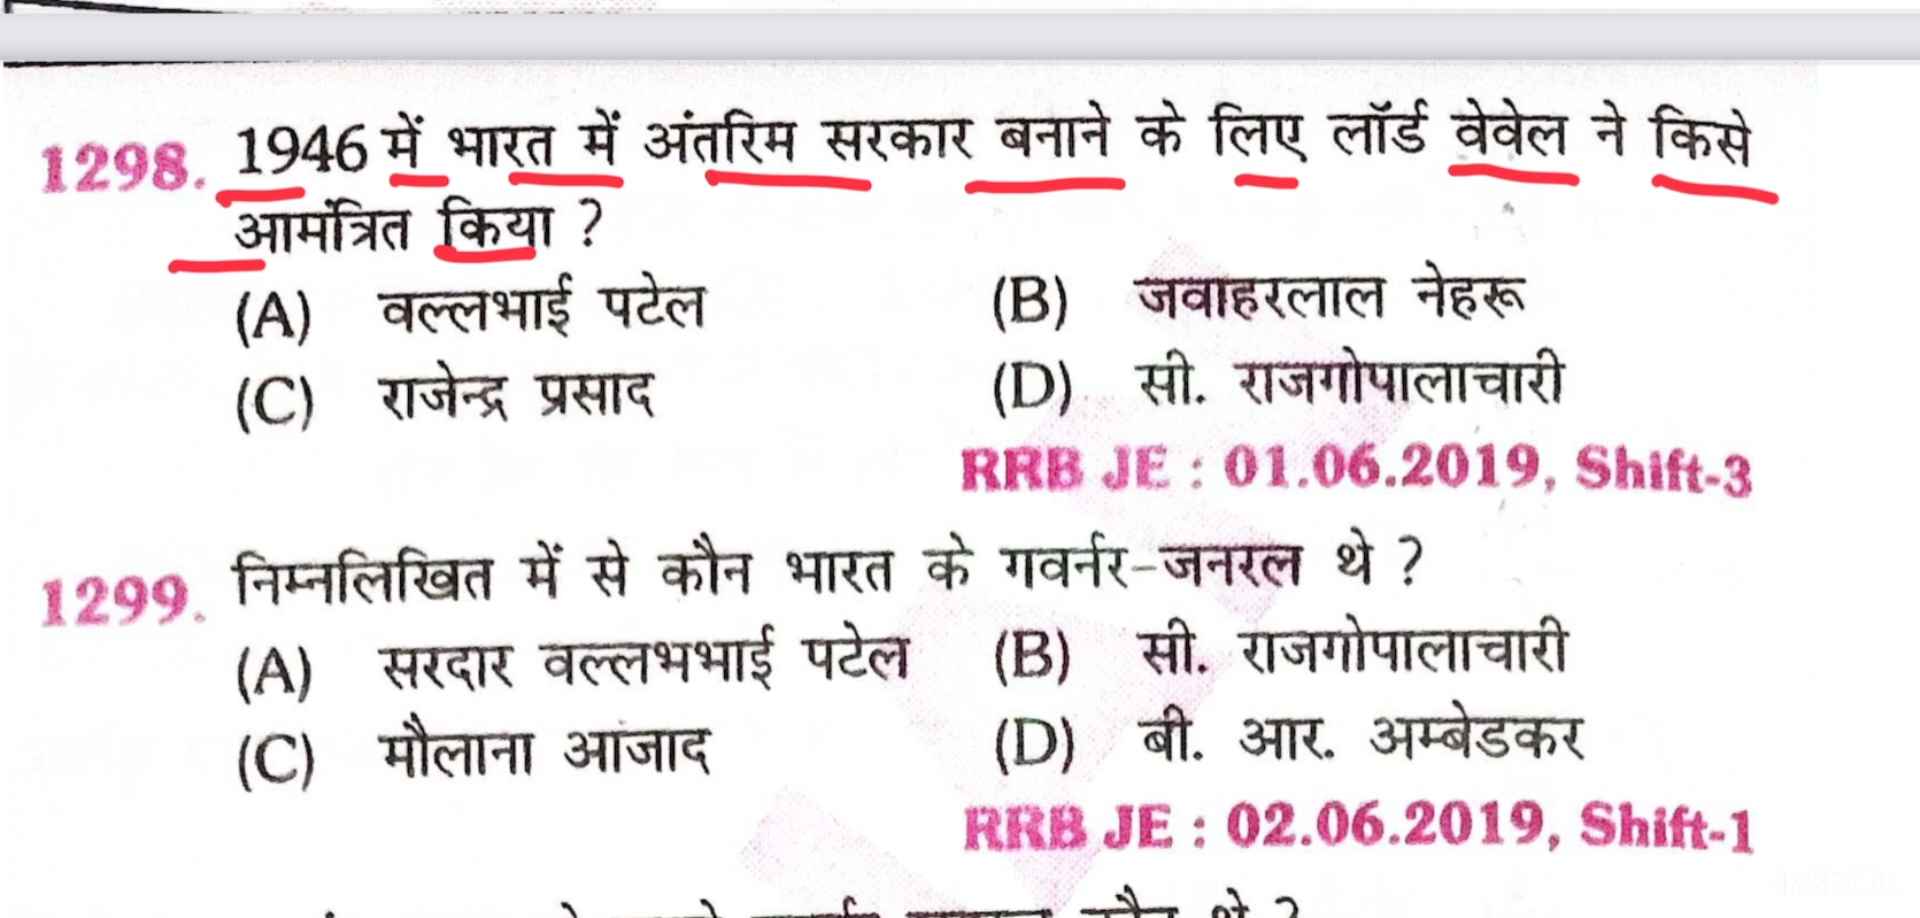 1298. 1946 में भारत में अंतरिम सरकार बनाने के लिए लॉर्ड वेवेल ने किसे
आमंत्रित किया ?
(A) वल्लभाई पटेल (B) जवाहरलाल नेहरू
(C) राजेन्द्र प्रसाद (D) सी. राजगोपालाचारी
RRB JE : 01.06.2019, Shift-3
1299. निम्नलिखित में से कौन भारत के गवर्नर-जनरल थे ?
(A) सरदार वल्लभभाई पटेल (B) सी. राजगोपालाचारी
(C) मौलाना आजाद (D) बी. आर. अम्बेडकर
RRB JE : 02.06.2019, Shift-1
InShOt